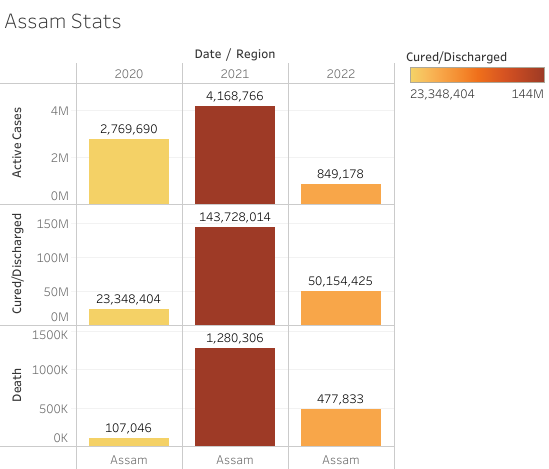 Assam Stats
Date / Region
Cured/Discharged
2020 2021 2022
23,348,404 144M
Active Cases
4M
2M
0M
2,769,690 4,168,766 849,178
Cured/Discharged
150M
100M
50M
0M
23,348,404 143,728,014 50,154,425
Death
1500K
1000K
500K
0K
107,046 1,280,306 477,833
Assam Assam Assam